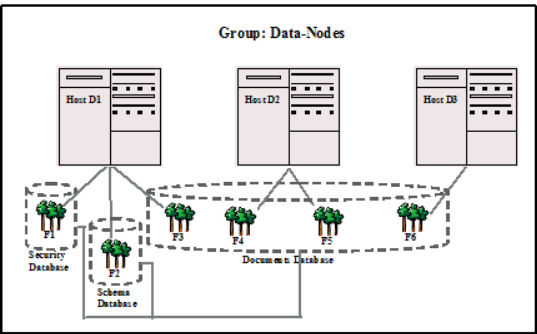 Group: Data-Nodes
Host D1
Host D2
Host D3
F1
F2
F3
F4
F5
F6
Security
Database
Documents Database
Schema
Database